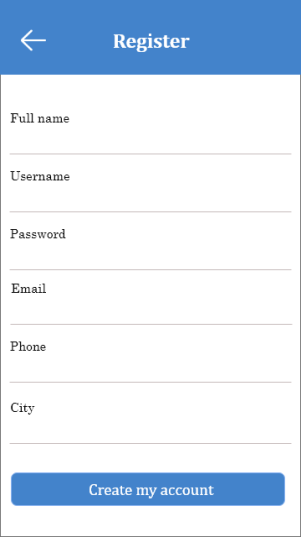 Register
Full name
Username
Password
Email
Phone
City
Create my account